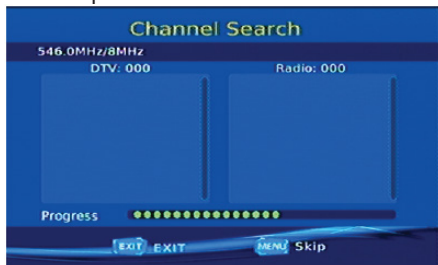 Channel Search
546.0MHz/8MHz
DTV: 000 Radio: 000
Progress
EXIT EXIT MENU Skip